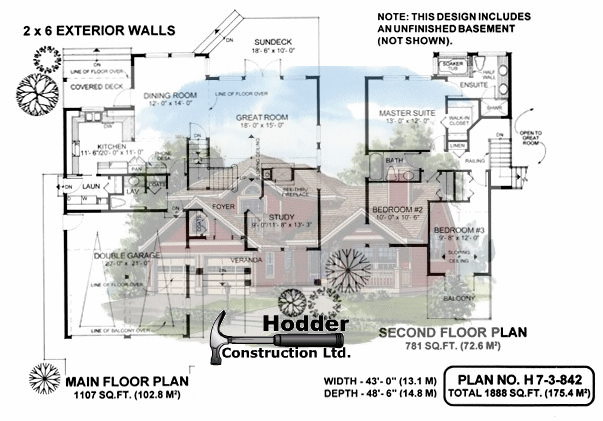 2 x 6 EXTERIOR WALLS
NOTE: THIS DESIGN INCLUDES
AN UNFINISHED BASEMENT
(NOT SHOWN).
DN
SUNDECK
18'- 6" x 10'- 0"
LINE OF FLOOR OVER
COVERED DECK
DINING ROOM
12'- 0" x 14'- 0"
LINE OF FLOOR OVER
GREAT ROOM
18'- 0" x 15'- 0"
KITCHEN
11'- 6"/20'- 0" x 11'- 0"
PHONE
DESK
PAN
DN
LAUN
LAV
COATS
W
D
UP
SEE-THRU
FIREPLACE
FOYER
STUDY
9'- 0"/11'- 8" x 13'- 3"
DOUBLE GARAGE
20'- 0" x 21'- 0"
LINE OF FLOOR OVER
VERANDA
LINE OF BALCONY OVER
SOAKER
TUB
HALF
WALL
ENSUITE
SHWR
MASTER SUITE
13'- 0" x 12'- 0"
WALK-IN
CLOSET
LINEN
OPEN TO
GREAT
ROOM
BATH
RAILING
DN
BEDROOM #2
10'- 0" x 10'- 6"
BEDROOM #3
9'- 8" x 12'- 0"
SLOPING
CEILING
BALCONY
Hodder
Construction Ltd.
SECOND FLOOR PLAN
781 SQ.FT. (72.6 M²)
MAIN FLOOR PLAN
1107 SQ.FT. (102.8 M²)
WIDTH - 43'- 0" (13.1 M)
DEPTH - 48'- 6" (14.8 M)
PLAN NO. H 7-3-842
TOTAL 1888 SQ.FT. (175.4 M²)